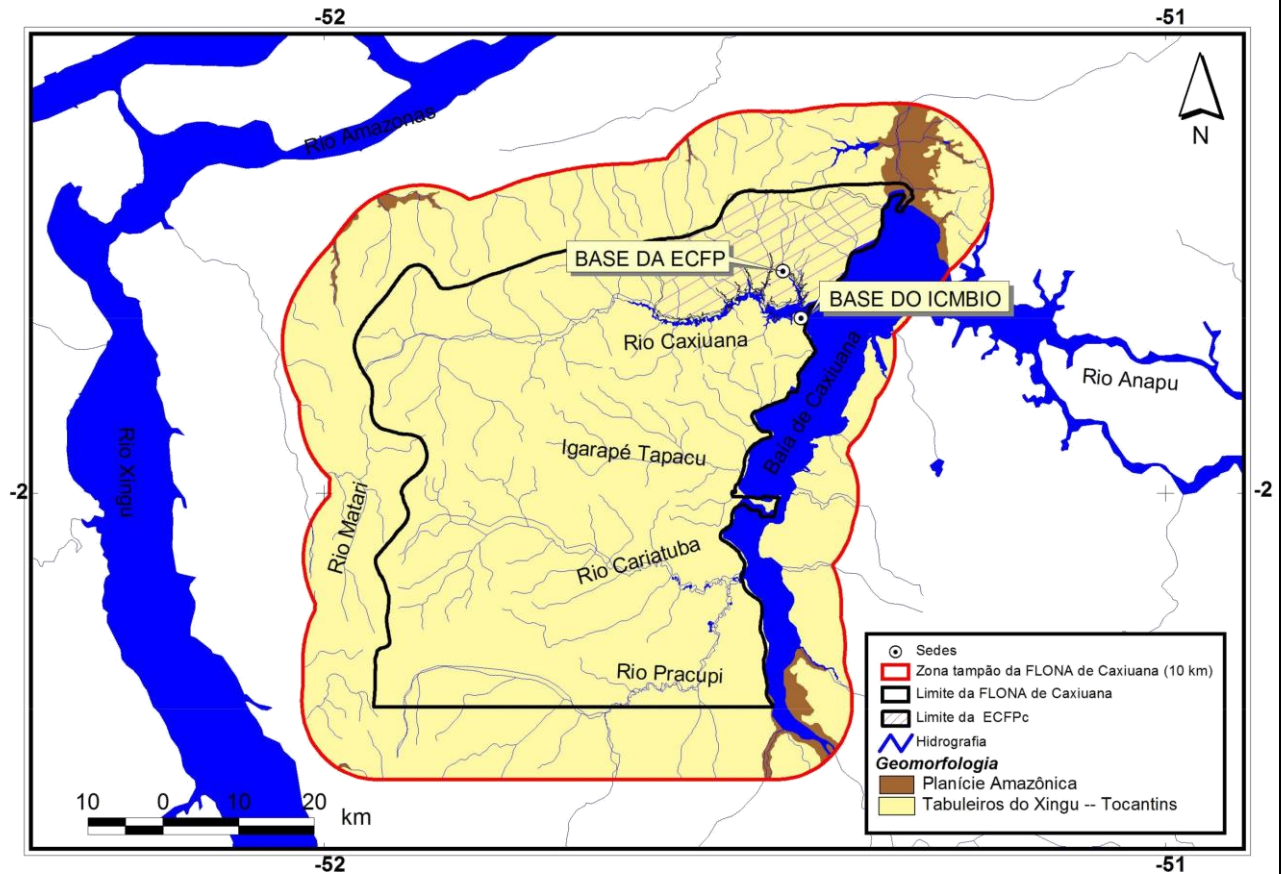 -52
-51
Rio Amazonas
N
BASE DA ECFP
BASE DO ICMBIO
Rio Caxiuana
Baía de Caxiuana
Rio Anapu
Rio Xingu
Igarapé Tapacu
-2
-2
Rio Matari
Rio Cariatuba
Rio Pracupi
Sedes
Zona tampão da FLONA de Caxiuana (10 km)
Limite da FLONA de Caxiuana
Limite da ECFPc
Hidrografia
Geomorfologia
Planície Amazônica
Tabuleiros do Xingu -- Tocantins
10 0 10 20
km
-52
-51